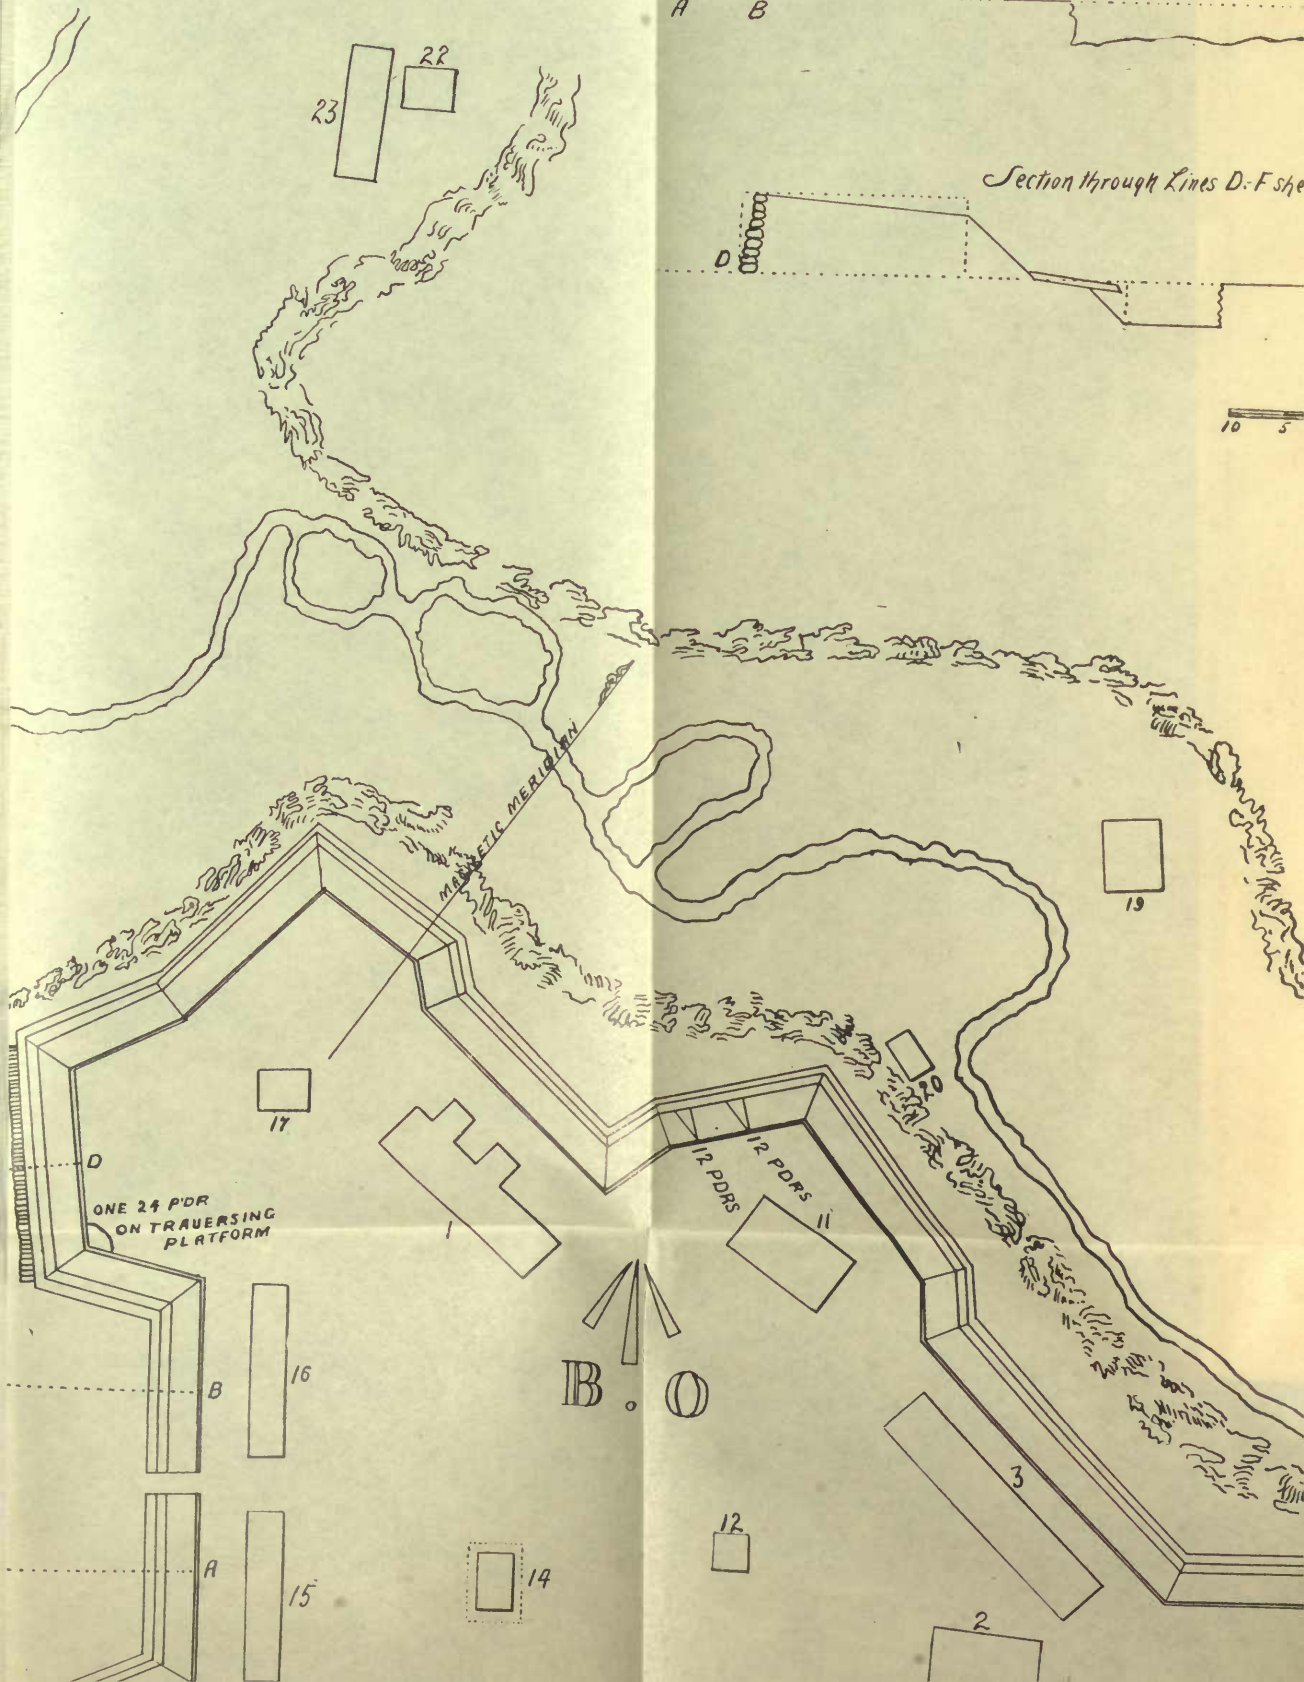 A B
22
23
Section through Lines D.-F she
D
10 5
MAGNETIC MERIDIAN
19
20
17
D
ONE 24 P'DR
ON TRAVERSING
PLATFORM
1
12 PDRS
12 PDRS
11
16
B
B.O
3
12
A
15
14
2